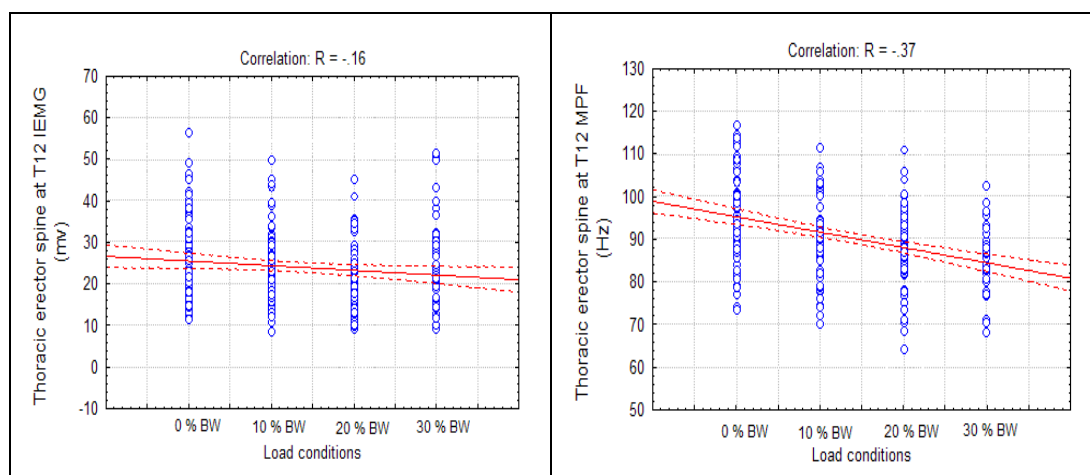 Correlation: R = -.16
Thoracic erector spine at T12 IEMG
(mv)
70
60
50
40
30
20
10
0
-10
0 % BW 10 % BW 20 % BW 30 % BW
Load conditions
Correlation: R = -.37
Thoracic erector spine at T12 MPF
(Hz)
130
120
110
100
90
80
70
60
50
0 % BW 10 % BW 20 % BW 30 % BW
Load conditions